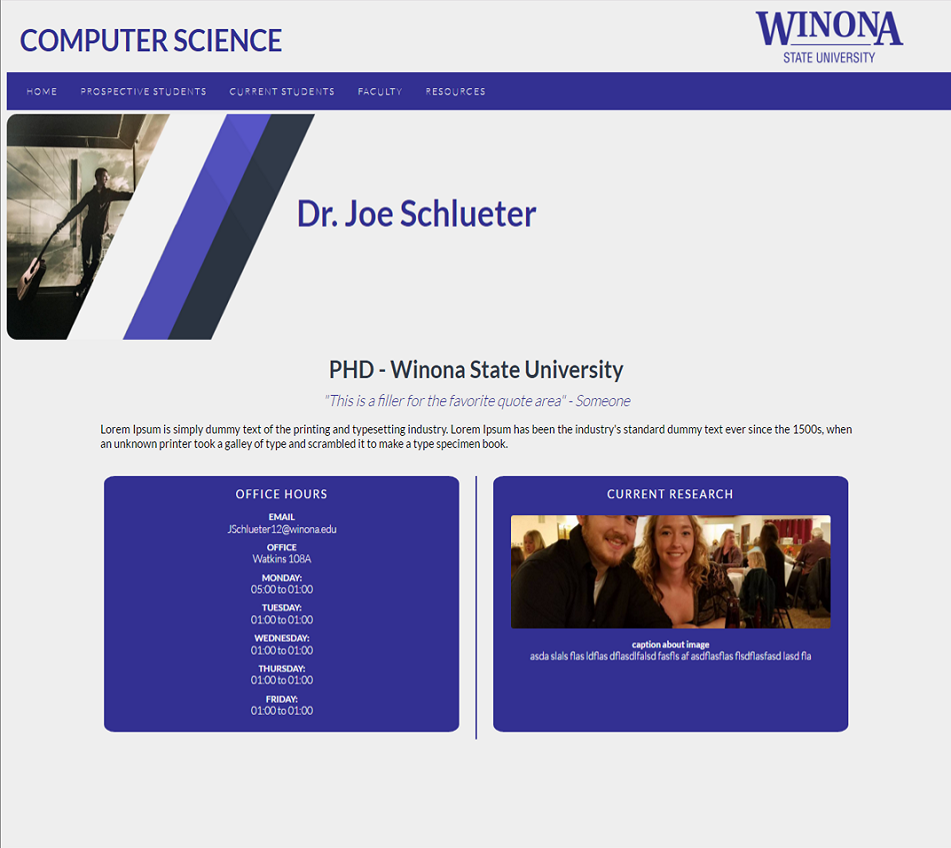 COMPUTER SCIENCE
WINONA
STATE UNIVERSITY
HOME PROSPECTIVE STUDENTS CURRENT STUDENTS FACULTY RESOURCES
Dr. Joe Schlueter
PHD - Winona State University
"This is a filler for the favorite quote area" - Someone
Lorem Ipsum is simply dummy text of the printing and typesetting industry. Lorem Ipsum has been the industry's standard dummy text ever since the 1500s, when
an unknown printer took a galley of type and scrambled it to make a type specimen book.
OFFICE HOURS
EMAIL
JSchlueter12@winona.edu
OFFICE
Watkins 108A
MONDAY:
05:00 to 01:00
TUESDAY:
01:00 to 01:00
WEDNESDAY:
01:00 to 01:00
THURSDAY:
01:00 to 01:00
FRIDAY:
01:00 to 01:00
CURRENT RESEARCH
caption about image
asda slals flas ldflas dflasdlfalsd fasfls af asdflasflas flsdflasfasd lasd fla